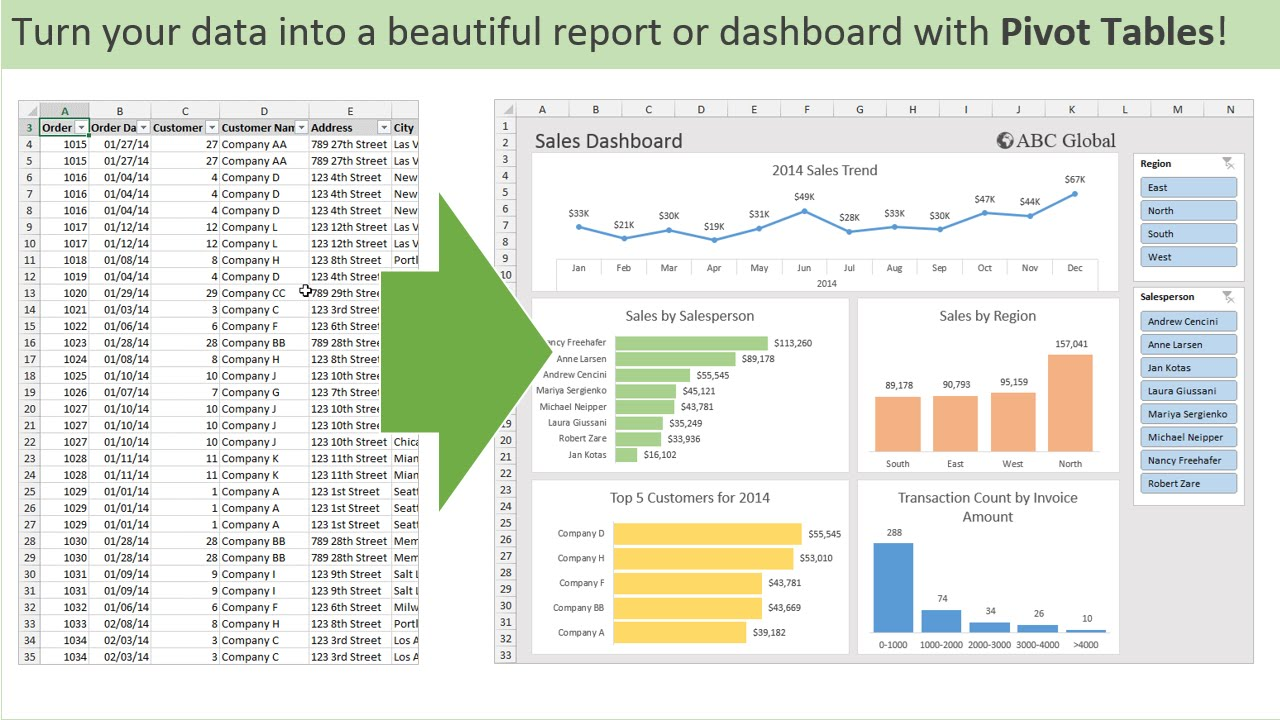 Turn your data into a beautiful report or dashboard with Pivot Tables!
A B C D E
3 Order Order Da Customer Customer Nan Address City
4 1015 01/27/14 27 Company AA 789 27th Street Las V
5 1015 01/27/14 27 Company AA 789 27th Street Las V
6 1016 01/04/14 4 Company D 123 4th Street New
7 1016 01/04/14 4 Company D 123 4th Street New
8 1016 01/04/14 4 Company D 123 4th Street New
9 1017 01/12/14 12 Company L 123 12th Street Las V
10 1017 01/12/14 12 Company L 123 12th Street Las V
11 1018 01/08/14 8 Company H 123 8th Street Portl
12 1019 01/04/14 4 Company D 123 4th Street
13 1020 01/29/14 29 Company CC 789 29th Stree
14 1021 01/03/14 3 Company C 123 3rd Street
15 1022 01/06/14 6 Company F 123 6th Street
16 1023 01/28/14 28 Company BB 789 28th Stree
17 1024 01/08/14 8 Company H 123 8th Street
18 1025 01/10/14 10 Company J 123 10th Stree
19 1026 01/07/14 7 Company G 123 7th Street
20 1027 01/10/14 10 Company J 123 10th Stree
21 1027 01/10/14 10 Company J 123 10th Stree
22 1027 01/10/14 10 Company J 123 10th Street Chica
23 1028 01/11/14 11 Company K 123 11th Street Mian
24 1028 01/11/14 11 Company K 123 11th Street Mian
25 1029 01/01/14 1 Company A 123 1st Street Seatt
26 1029 01/01/14 1 Company A 123 1st Street Seatt
27 1029 01/01/14 1 Company A 123 1st Street Seatt
28 1030 01/28/14 28 Company BB 789 28th Street Mem
29 1030 01/28/14 28 Company BB 789 28th Street Mem
30 1031 01/09/14 9 Company I 123 9th Street Salt L
31 1031 01/09/14 9 Company I 123 9th Street Salt L
32 1032 01/06/14 6 Company F 123 6th Street Milw
33 1033 02/08/14 8 Company H 123 8th Street Portl
34 1034 02/03/14 3 Company C 123 3rd Street Los A
35 1034 02/03/14 3 Company C 123 3rd Street Los A
A B C D E F G H I J K L M N
1
2
3
4
5
6
7
8
9
10
19
20
21
22
23
24
25
26
27
28
29
30
31
32
33
Sales Dashboard
ABC Global
2014 Sales Trend
$33K $21K $30K $19K $31K $49K $28K $33K $30K $47K $44K $67K
Jan Feb Mar Apr May Jun Jul Aug Sep Oct Nov Dec
2014
Sales by Salesperson
ancy Freehafer $113,260
Anne Larsen $89,178
Andrew Cencini $55,545
Mariya Sergienko $45,121
Michael Neipper $43,781
Laura Giussani $35,249
Robert Zare $33,936
Jan Kotas $16,102
Sales by Region
89,178 90,793 95,159 157,041
South East West North
Top 5 Customers for 2014
Company D $55,545
Company H $53,010
Company F $43,781
Company BB $43,669
Company A $39,182
Transaction Count by Invoice
Amount
288 74 34 26 10
0-1000 1000-2000 2000-3000 3000-4000 >4000
Region
East
North
South
West
Salesperson
Andrew Cencini
Anne Larsen
Jan Kotas
Laura Giussani
Mariya Sergienko
Michael Neipper
Nancy Freehafer
Robert Zare